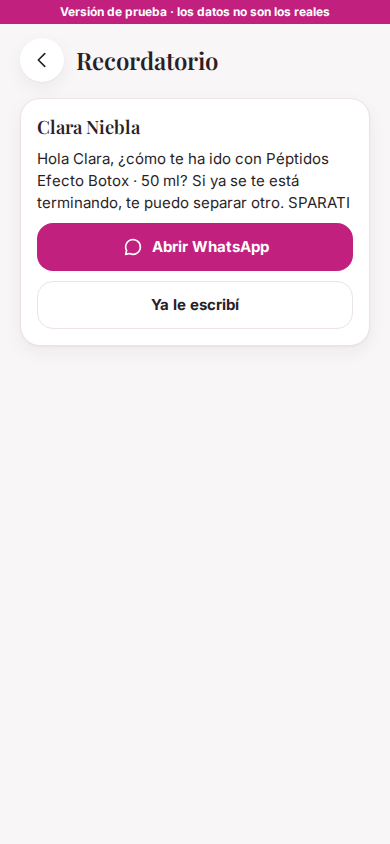 Versión de prueba · los datos no son los reales
Recordatorio
Clara Niebla
Hola Clara, ¿cómo te ha ido con Péptidos
Efecto Botox · 50 ml? Si ya se te está
terminando, te puedo separar otro. SPARATI
Abrir WhatsApp
Ya le escribí